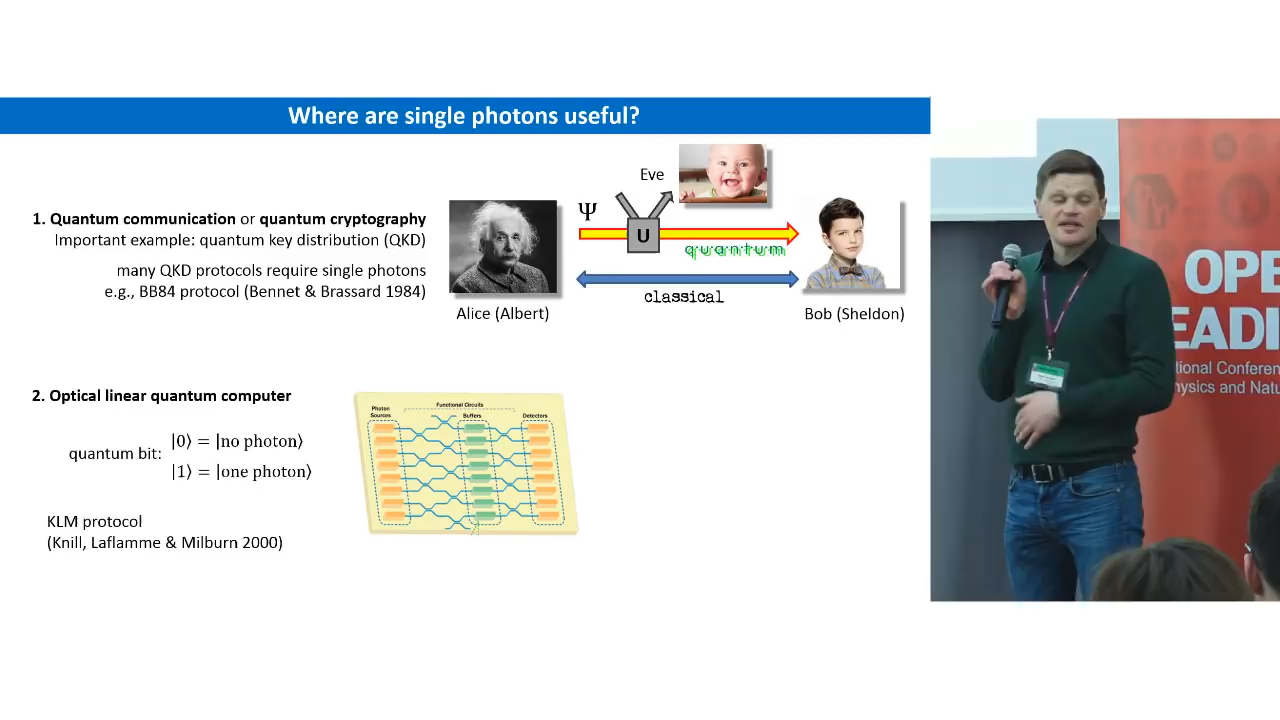 Where are single photons useful?
1. Quantum communication or quantum cryptography
Important example: quantum key distribution (QKD)
many QKD protocols require single photons
e.g., BB84 protocol (Bennet & Brassard 1984)
Eve
Ψ
U
quantum
classical
Alice (Albert)
Bob (Sheldon)
2. Optical linear quantum computer
quantum bit:
|0⟩ = |no photon⟩
|1⟩ = |one photon⟩
KLM protocol
(Knill, Laflamme & Milburn 2000)
Functional Circuits
Photon
Sources
Buffers
Detectors
OPE
EADI
tional Conferen
hysics and Natu